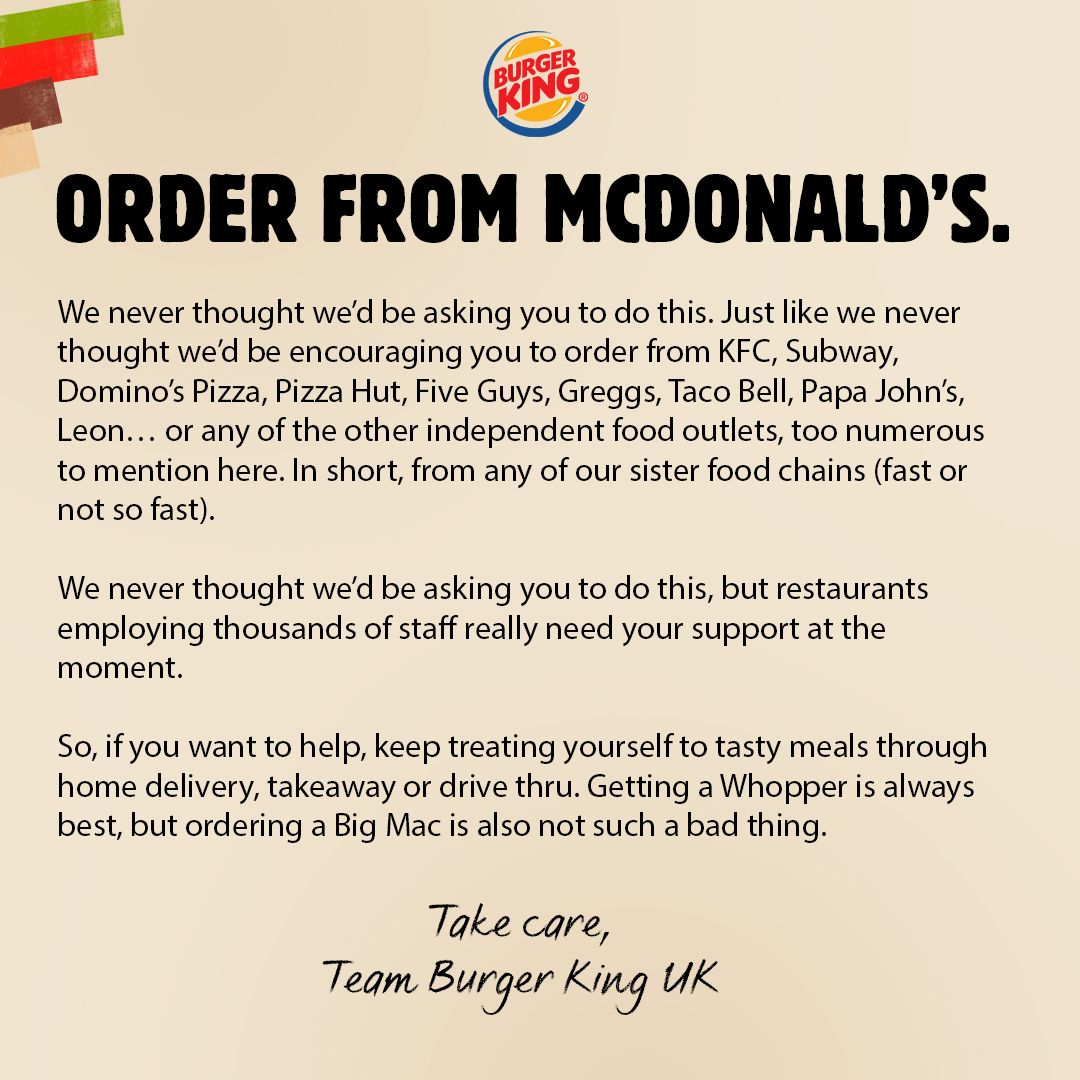 BURGER
KING®
ORDER FROM MCDONALD’S.
We never thought we’d be asking you to do this. Just like we never
thought we’d be encouraging you to order from KFC, Subway,
Domino’s Pizza, Pizza Hut, Five Guys, Greggs, Taco Bell, Papa John’s,
Leon… or any of the other independent food outlets, too numerous
to mention here. In short, from any of our sister food chains (fast or
not so fast).
We never thought we’d be asking you to do this, but restaurants
employing thousands of staff really need your support at the
moment.
So, if you want to help, keep treating yourself to tasty meals through
home delivery, takeaway or drive thru. Getting a Whopper is always
best, but ordering a Big Mac is also not such a bad thing.
Take care,
Team Burger King UK